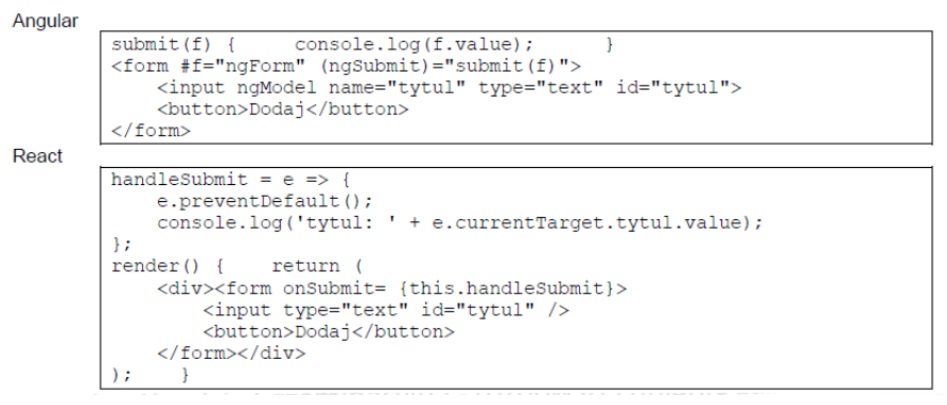 Angular
submit(f) {     console.log(f.value);      }
<form #f="ngForm" (ngSubmit)="submit(f)">
    <input ngModel name="tytul" type="text" id="tytul">
    <button>Dodaj</button>
</form>
React
handleSubmit = e => {
    e.preventDefault();
    console.log('tytul: ' + e.currentTarget.tytul.value);
};
render() {    return (
    <div><form onSubmit= {this.handleSubmit}>
        <input type="text" id="tytul" />
        <button>Dodaj</button>
    </form></div>
);    }